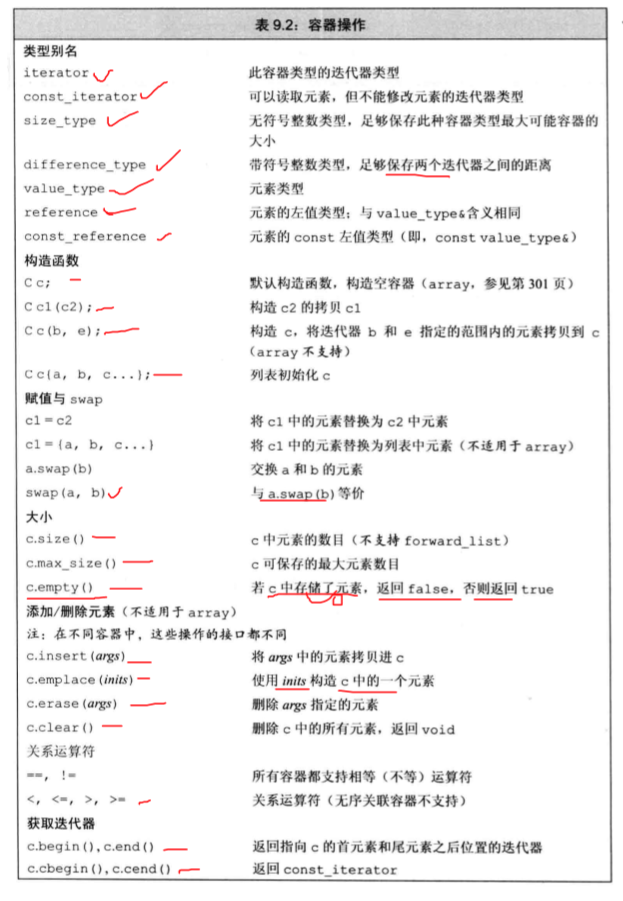 表 9.2：容器操作
类型别名
iterator 此容器类型的迭代器类型
const_iterator 可以读取元素，但不能修改元素的迭代器类型
size_type 无符号整数类型，足够保存此种容器类型最大可能容器的
大小
difference_type 带符号整数类型，足够保存两个迭代器之间的距离
value_type 元素类型
reference 元素的左值类型；与 value_type&含义相同
const_reference 元素的 const 左值类型（即，const value_type&）
构造函数
C c; 默认构造函数，构造空容器（array，参见第 301 页）
C c1(c2); 构造 c2 的拷贝 c1
C c(b, e); 构造 c，将迭代器 b 和 e 指定的范围内的元素拷贝到 c
（array 不支持）
C c{a, b, c...}; 列表初始化 c
赋值与 swap
c1 = c2 将 c1 中的元素替换为 c2 中元素
c1 = {a, b, c...} 将 c1 中的元素替换为列表中元素（不适用于 array）
a.swap(b) 交换 a 和 b 的元素
swap(a, b) 与 a.swap(b)等价
大小
c.size() c 中元素的数目（不支持 forward_list）
c.max_size() c 可保存的最大元素数目
c.empty() 若 c 中存储了元素，返回 false，否则返回 true
添加/删除元素（不适用于 array）
注：在不同容器中，这些操作的接口都不同
c.insert(args) 将 args 中的元素拷贝进 c
c.emplace(inits) 使用 inits 构造 c 中的一个元素
c.erase(args) 删除 args 指定的元素
c.clear() 删除 c 中的所有元素，返回 void
关系运算符
==, != 所有容器都支持相等（不等）运算符
<, <=, >, >= 关系运算符（无序关联容器不支持）
获取迭代器
c.begin(),c.end() 返回指向 c 的首元素和尾元素之后位置的迭代器
c.cbegin(),c.cend() 返回 const_iterator